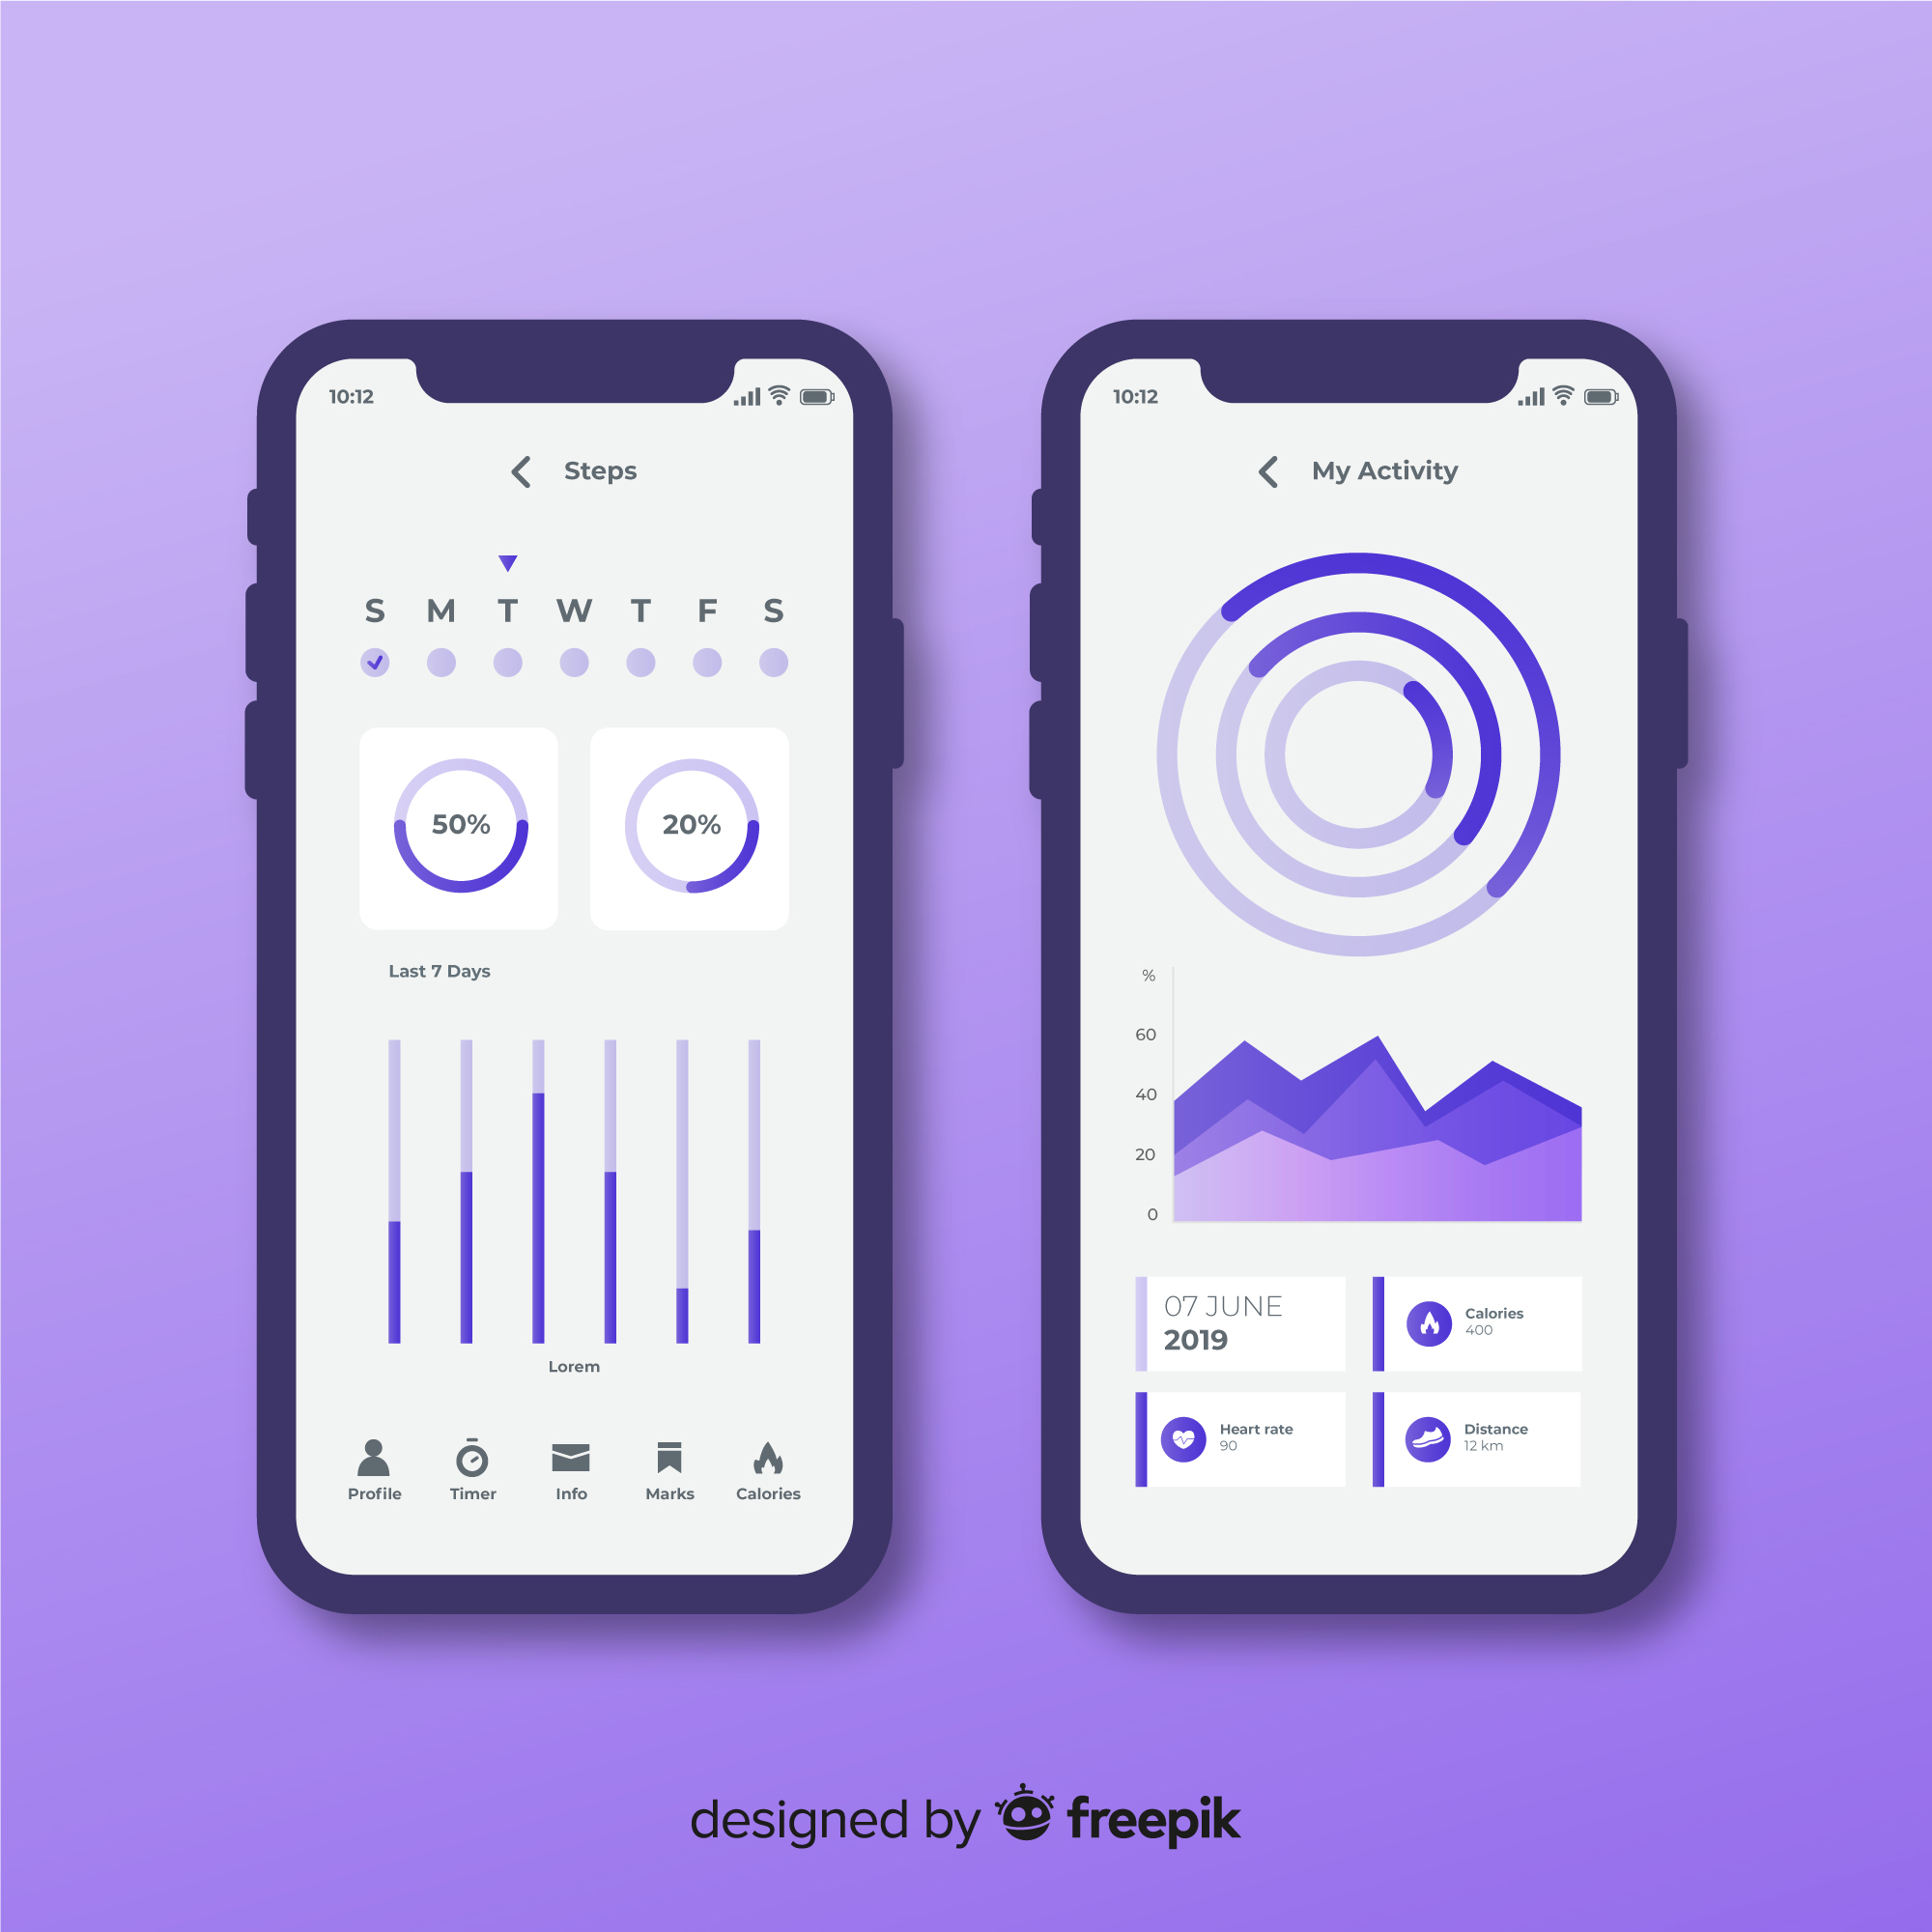 10:12
Steps
S M T W T F S
50% 20%
Last 7 Days
Lorem
Profile Timer Info Marks Calories
10:12
My Activity
%
60
40
20
0
07 JUNE
2019
Calories
400
Heart rate
90
Distance
12 km
designed by freepik